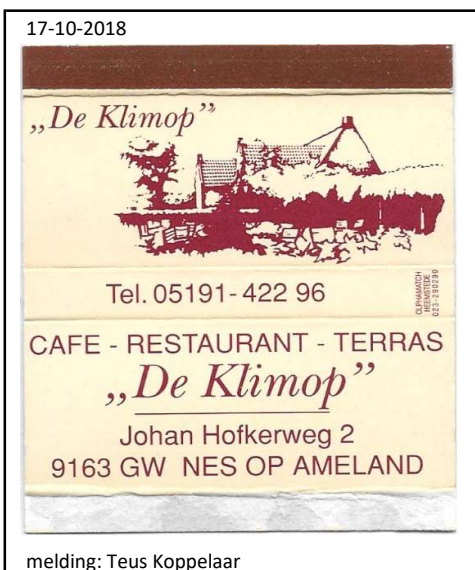 17-10-2018
„De Klimop”
Tel. 05191-422 96
OLPHAMATCH
HEEMSTEDE
023-290290
CAFE - RESTAURANT - TERRAS
„De Klimop”
Johan Hofkerweg 2
9163 GW NES OP AMELAND
melding: Teus Koppelaar